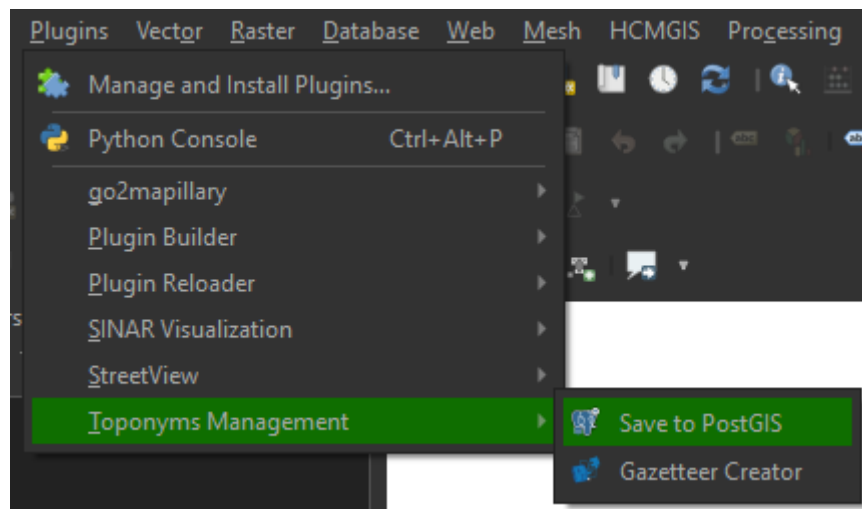 Plugins Vector Raster Database Web Mesh HCMGIS Processing
Manage and Install Plugins...
Python Console Ctrl+Alt+P
go2mapillary
Plugin Builder
Plugin Reloader
SINAR Visualization
StreetView
Toponyms Management
Save to PostGIS
Gazetteer Creator